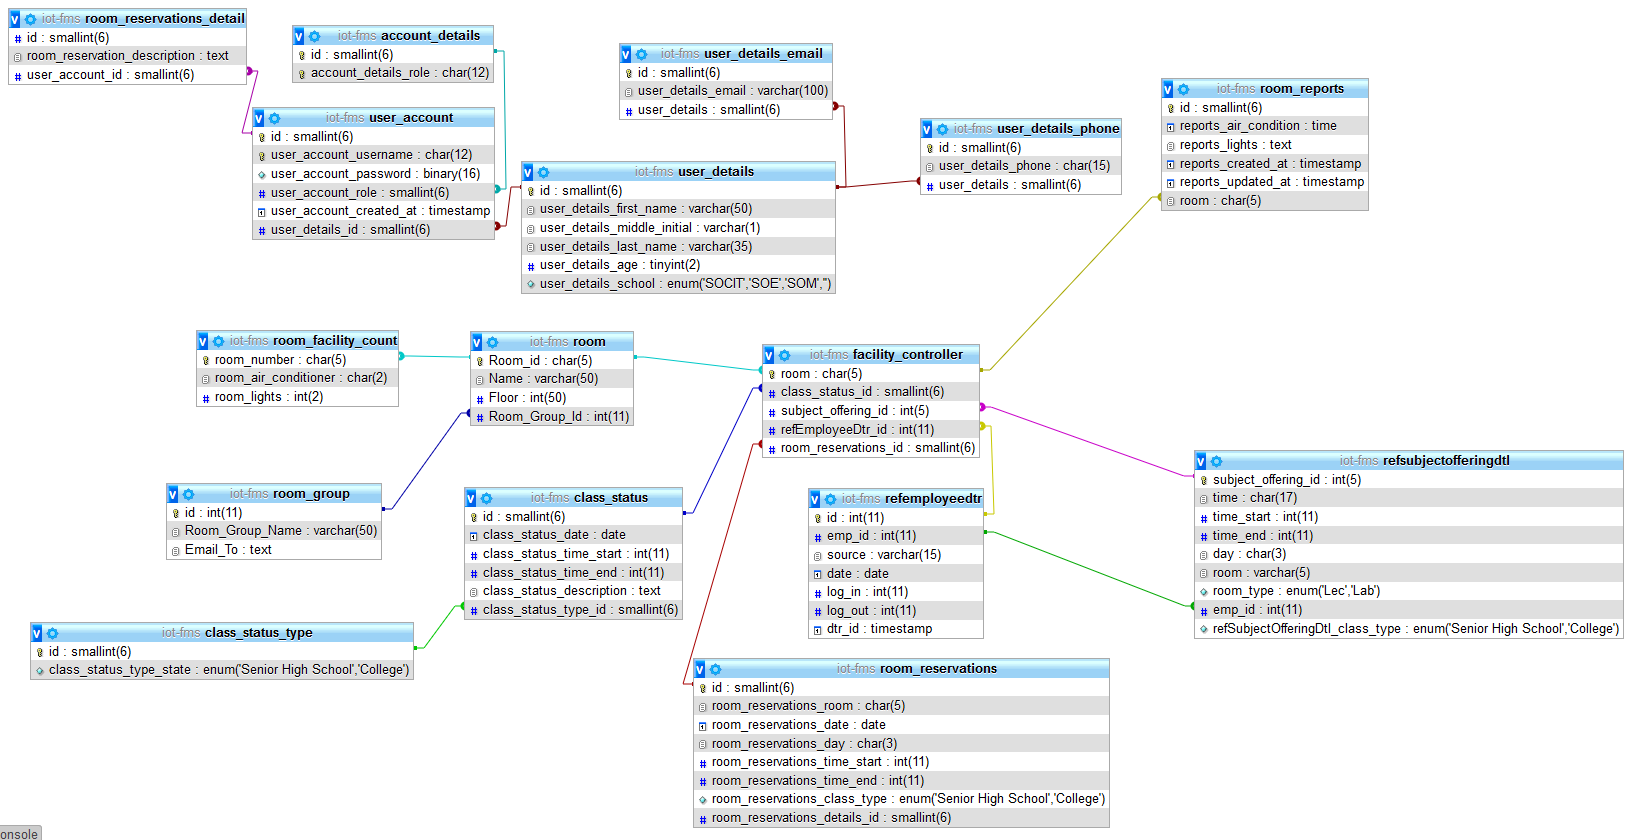 v iot-fms room_reservations_detail
id : smallint(6)
room_reservation_description : text
user_account_id : smallint(6)
v iot-fms account_details
id : smallint(6)
account_details_role : char(12)
v iot-fms user_details_email
id : smallint(6)
user_details_email : varchar(100)
user_details : smallint(6)
v iot-fms room_reports
id : smallint(6)
reports_air_condition : time
reports_lights : text
reports_created_at : timestamp
reports_updated_at : timestamp
room : char(5)
v iot-fms user_account
id : smallint(6)
user_account_username : char(12)
user_account_password : binary(16)
user_account_role : smallint(6)
user_account_created_at : timestamp
user_details_id : smallint(6)
v iot-fms user_details_phone
id : smallint(6)
user_details_phone : char(15)
user_details : smallint(6)
v iot-fms user_details
id : smallint(6)
user_details_first_name : varchar(50)
user_details_middle_initial : varchar(1)
user_details_last_name : varchar(35)
user_details_age : tinyint(2)
user_details_school : enum('SOCIT','SOE','SOM','')
v iot-fms room_facility_count
room_number : char(5)
room_air_conditioner : char(2)
room_lights : int(2)
v iot-fms room
Room_id : char(5)
Name : varchar(50)
Floor : int(50)
Room_Group_Id : int(11)
v iot-fms facility_controller
room : char(5)
class_status_id : smallint(6)
subject_offering_id : int(5)
refEmployeeDtr_id : int(11)
room_reservations_id : smallint(6)
v iot-fms refsubjectofferingdtl
subject_offering_id : int(5)
time : char(17)
time_start : int(11)
time_end : int(11)
day : char(3)
room : varchar(5)
room_type : enum('Lec','Lab')
emp_id : int(11)
refSubjectOfferingDtl_class_type : enum('Senior High School','College')
v iot-fms room_group
id : int(11)
Room_Group_Name : varchar(50)
Email_To : text
v iot-fms class_status
id : smallint(6)
class_status_date : date
class_status_time_start : int(11)
class_status_time_end : int(11)
class_status_description : text
class_status_type_id : smallint(6)
v iot-fms refemployeedtr
id : int(11)
emp_id : int(11)
source : varchar(15)
date : date
log_in : int(11)
log_out : int(11)
dtr_id : timestamp
v iot-fms class_status_type
id : smallint(6)
class_status_type_state : enum('Senior High School','College')
v iot-fms room_reservations
id : smallint(6)
room_reservations_room : char(5)
room_reservations_date : date
room_reservations_day : char(3)
room_reservations_time_start : int(11)
room_reservations_time_end : int(11)
room_reservations_class_type : enum('Senior High School','College')
room_reservations_details_id : smallint(6)
onsole